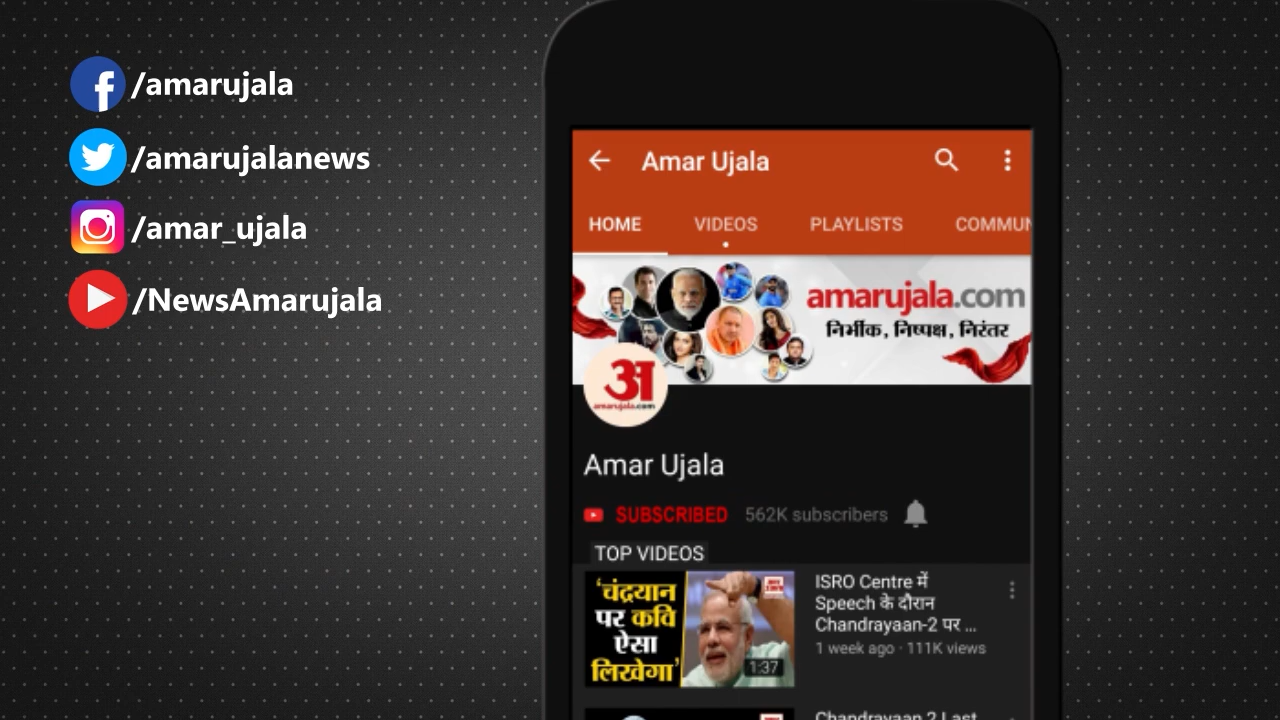 /amarujala
/amarujalanews
/amar_ujala
/NewsAmarujala
Amar Ujala
HOME VIDEOS PLAYLISTS COMMUN
amarujala.com
निर्भीक, निष्पक्ष, निरंतर
अ
amarujala.com
Amar Ujala
SUBSCRIBED 562K subscribers
TOP VIDEOS
'चंद्रयान
पर कवि
ऐसा
लिखेगा'
1:37
ISRO Centre में
Speech के दौरान
Chandrayaan-2 पर ...
1 week ago · 111K views
Chandrayaan 2 Last